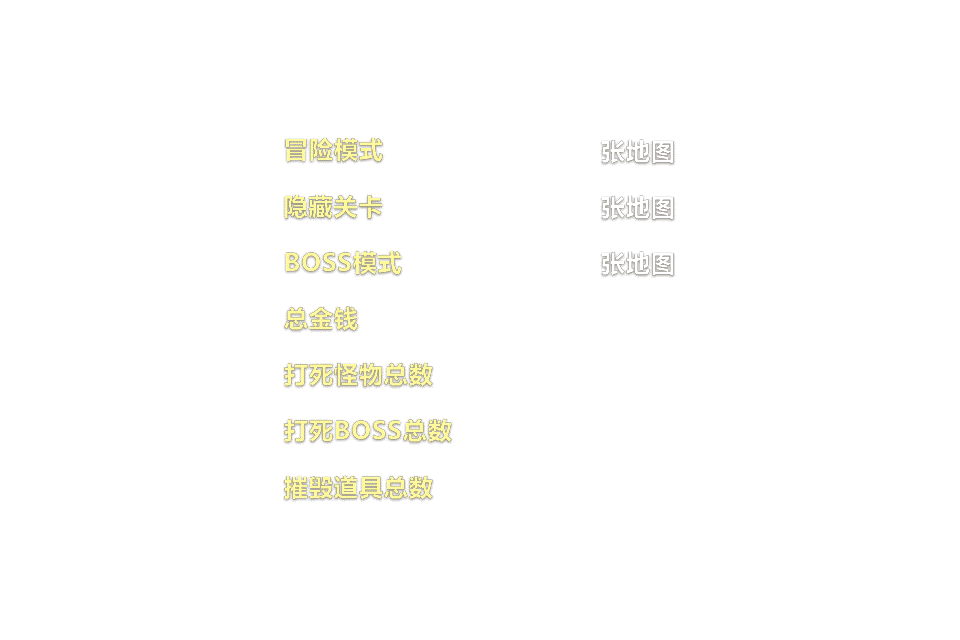 冒险模式 张地图
隐藏关卡 张地图
BOSS模式 张地图
总金钱
打死怪物总数
打死BOSS总数
摧毁道具总数